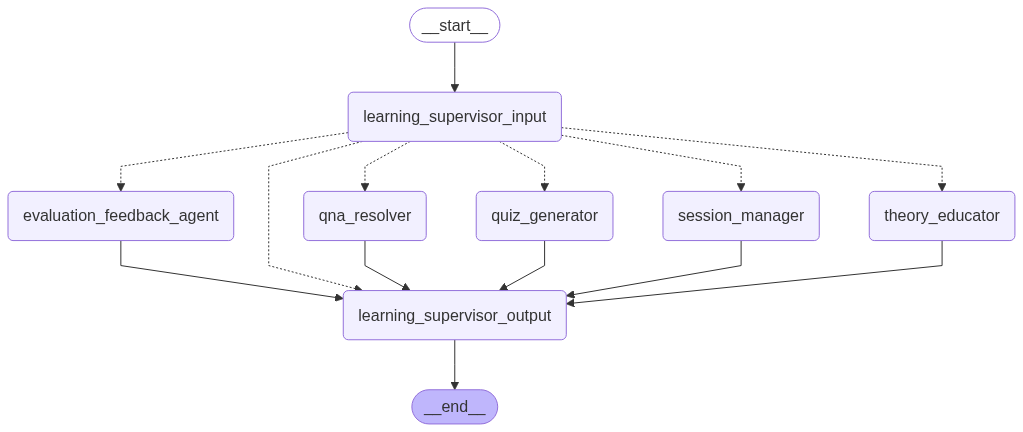 __start__
learning_supervisor_input
evaluation_feedback_agent
qna_resolver
quiz_generator
session_manager
theory_educator
learning_supervisor_output
__end__